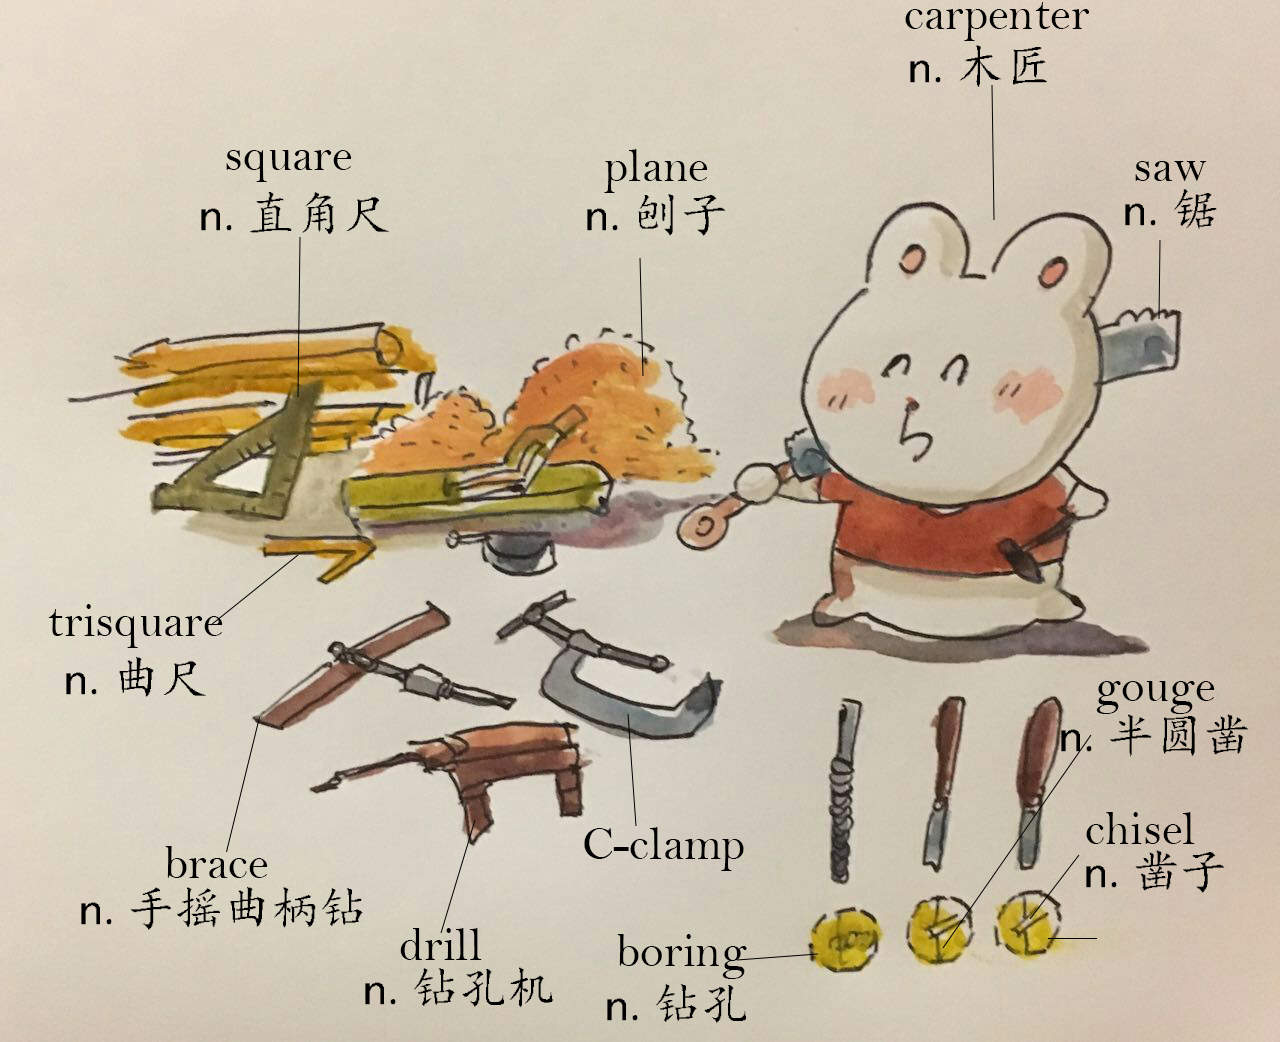 carpenter
n. 木匠
square
n. 直角尺
plane
n. 刨子
saw
n. 锯
trisquare
n. 曲尺
gouge
n. 半圆凿
C-clamp
chisel
n. 凿子
brace
n. 手摇曲柄钻
drill
n. 钻孔机
boring
n. 钻孔